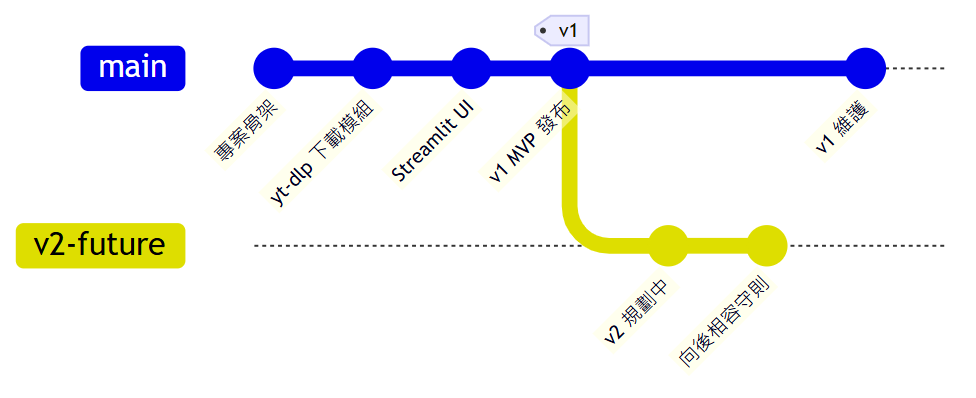 v1
main
專案骨架
yt-dlp 下載模組
Streamlit UI
v1 MVP 發布
v1 維護
v2-future
v2 規劃中
向後相容守則